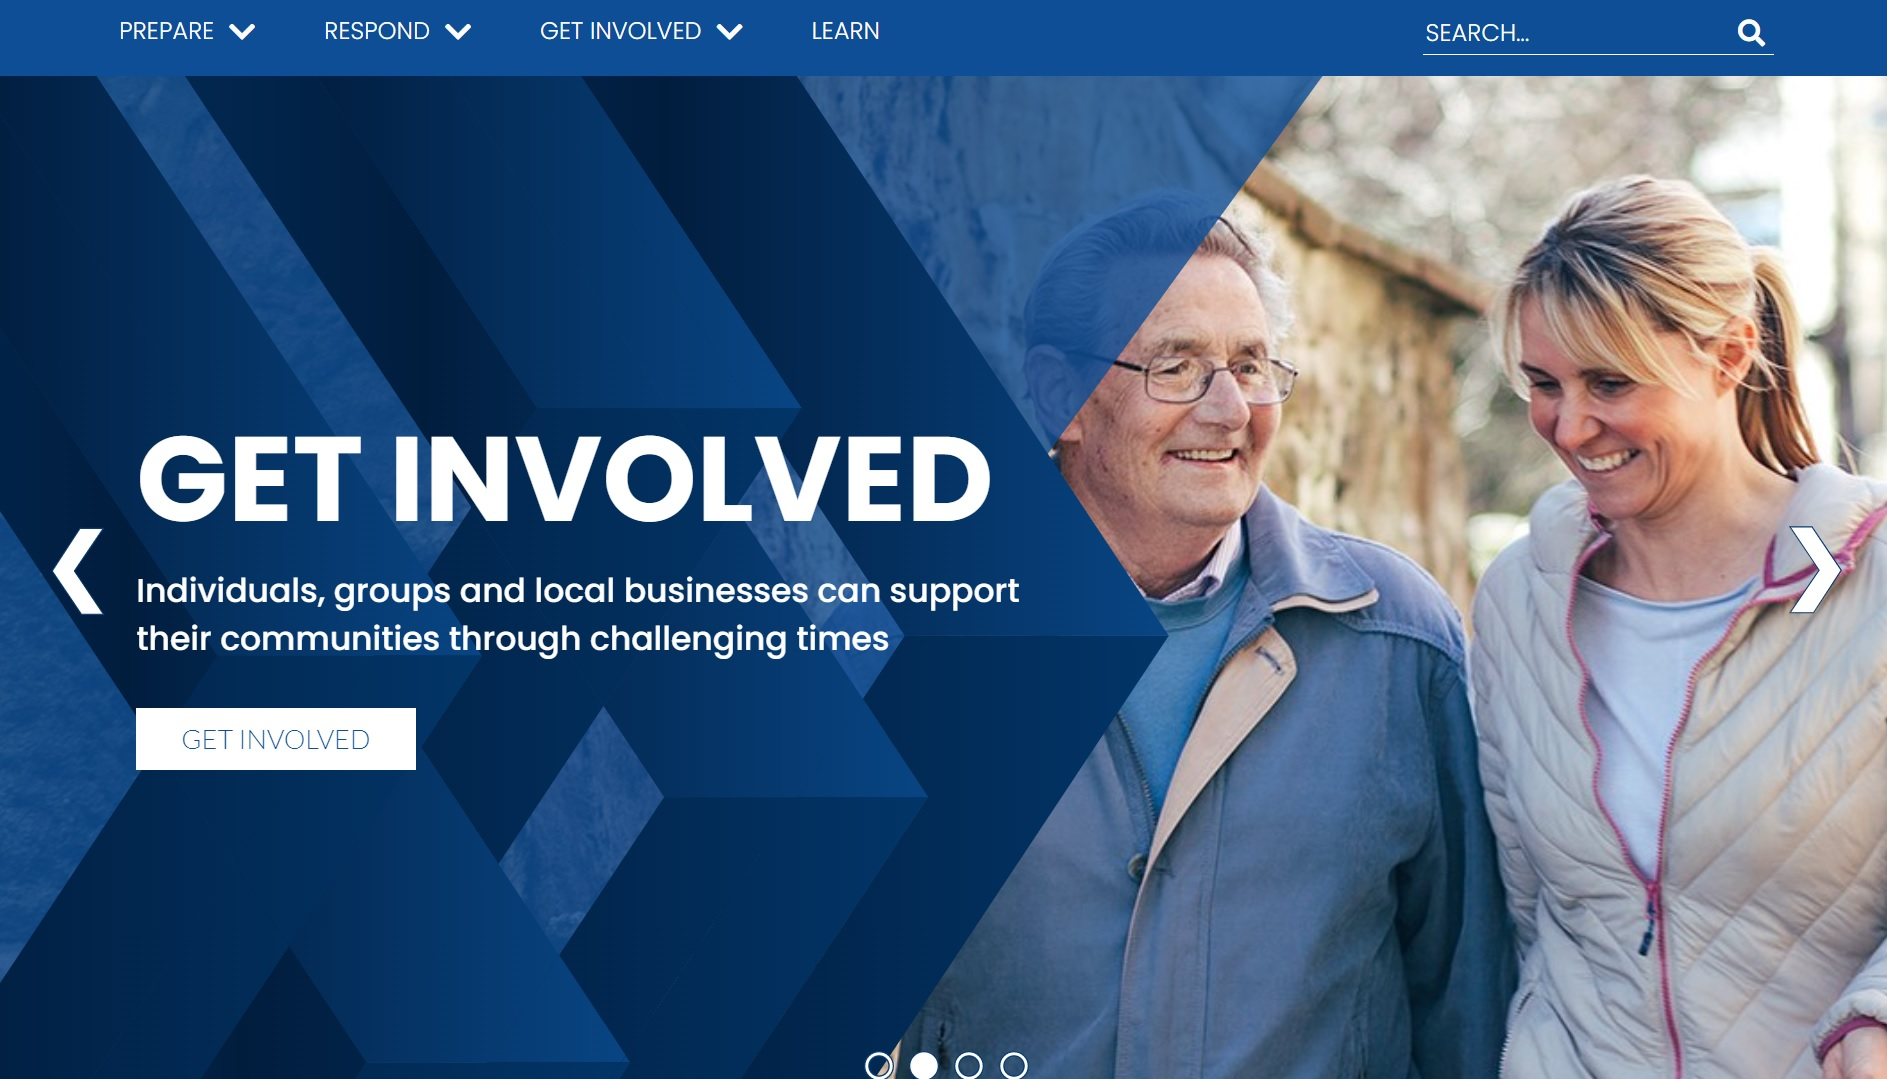 PREPARE RESPOND GET INVOLVED LEARN SEARCH...
GET INVOLVED
Individuals, groups and local businesses can support
their communities through challenging times
GET INVOLVED